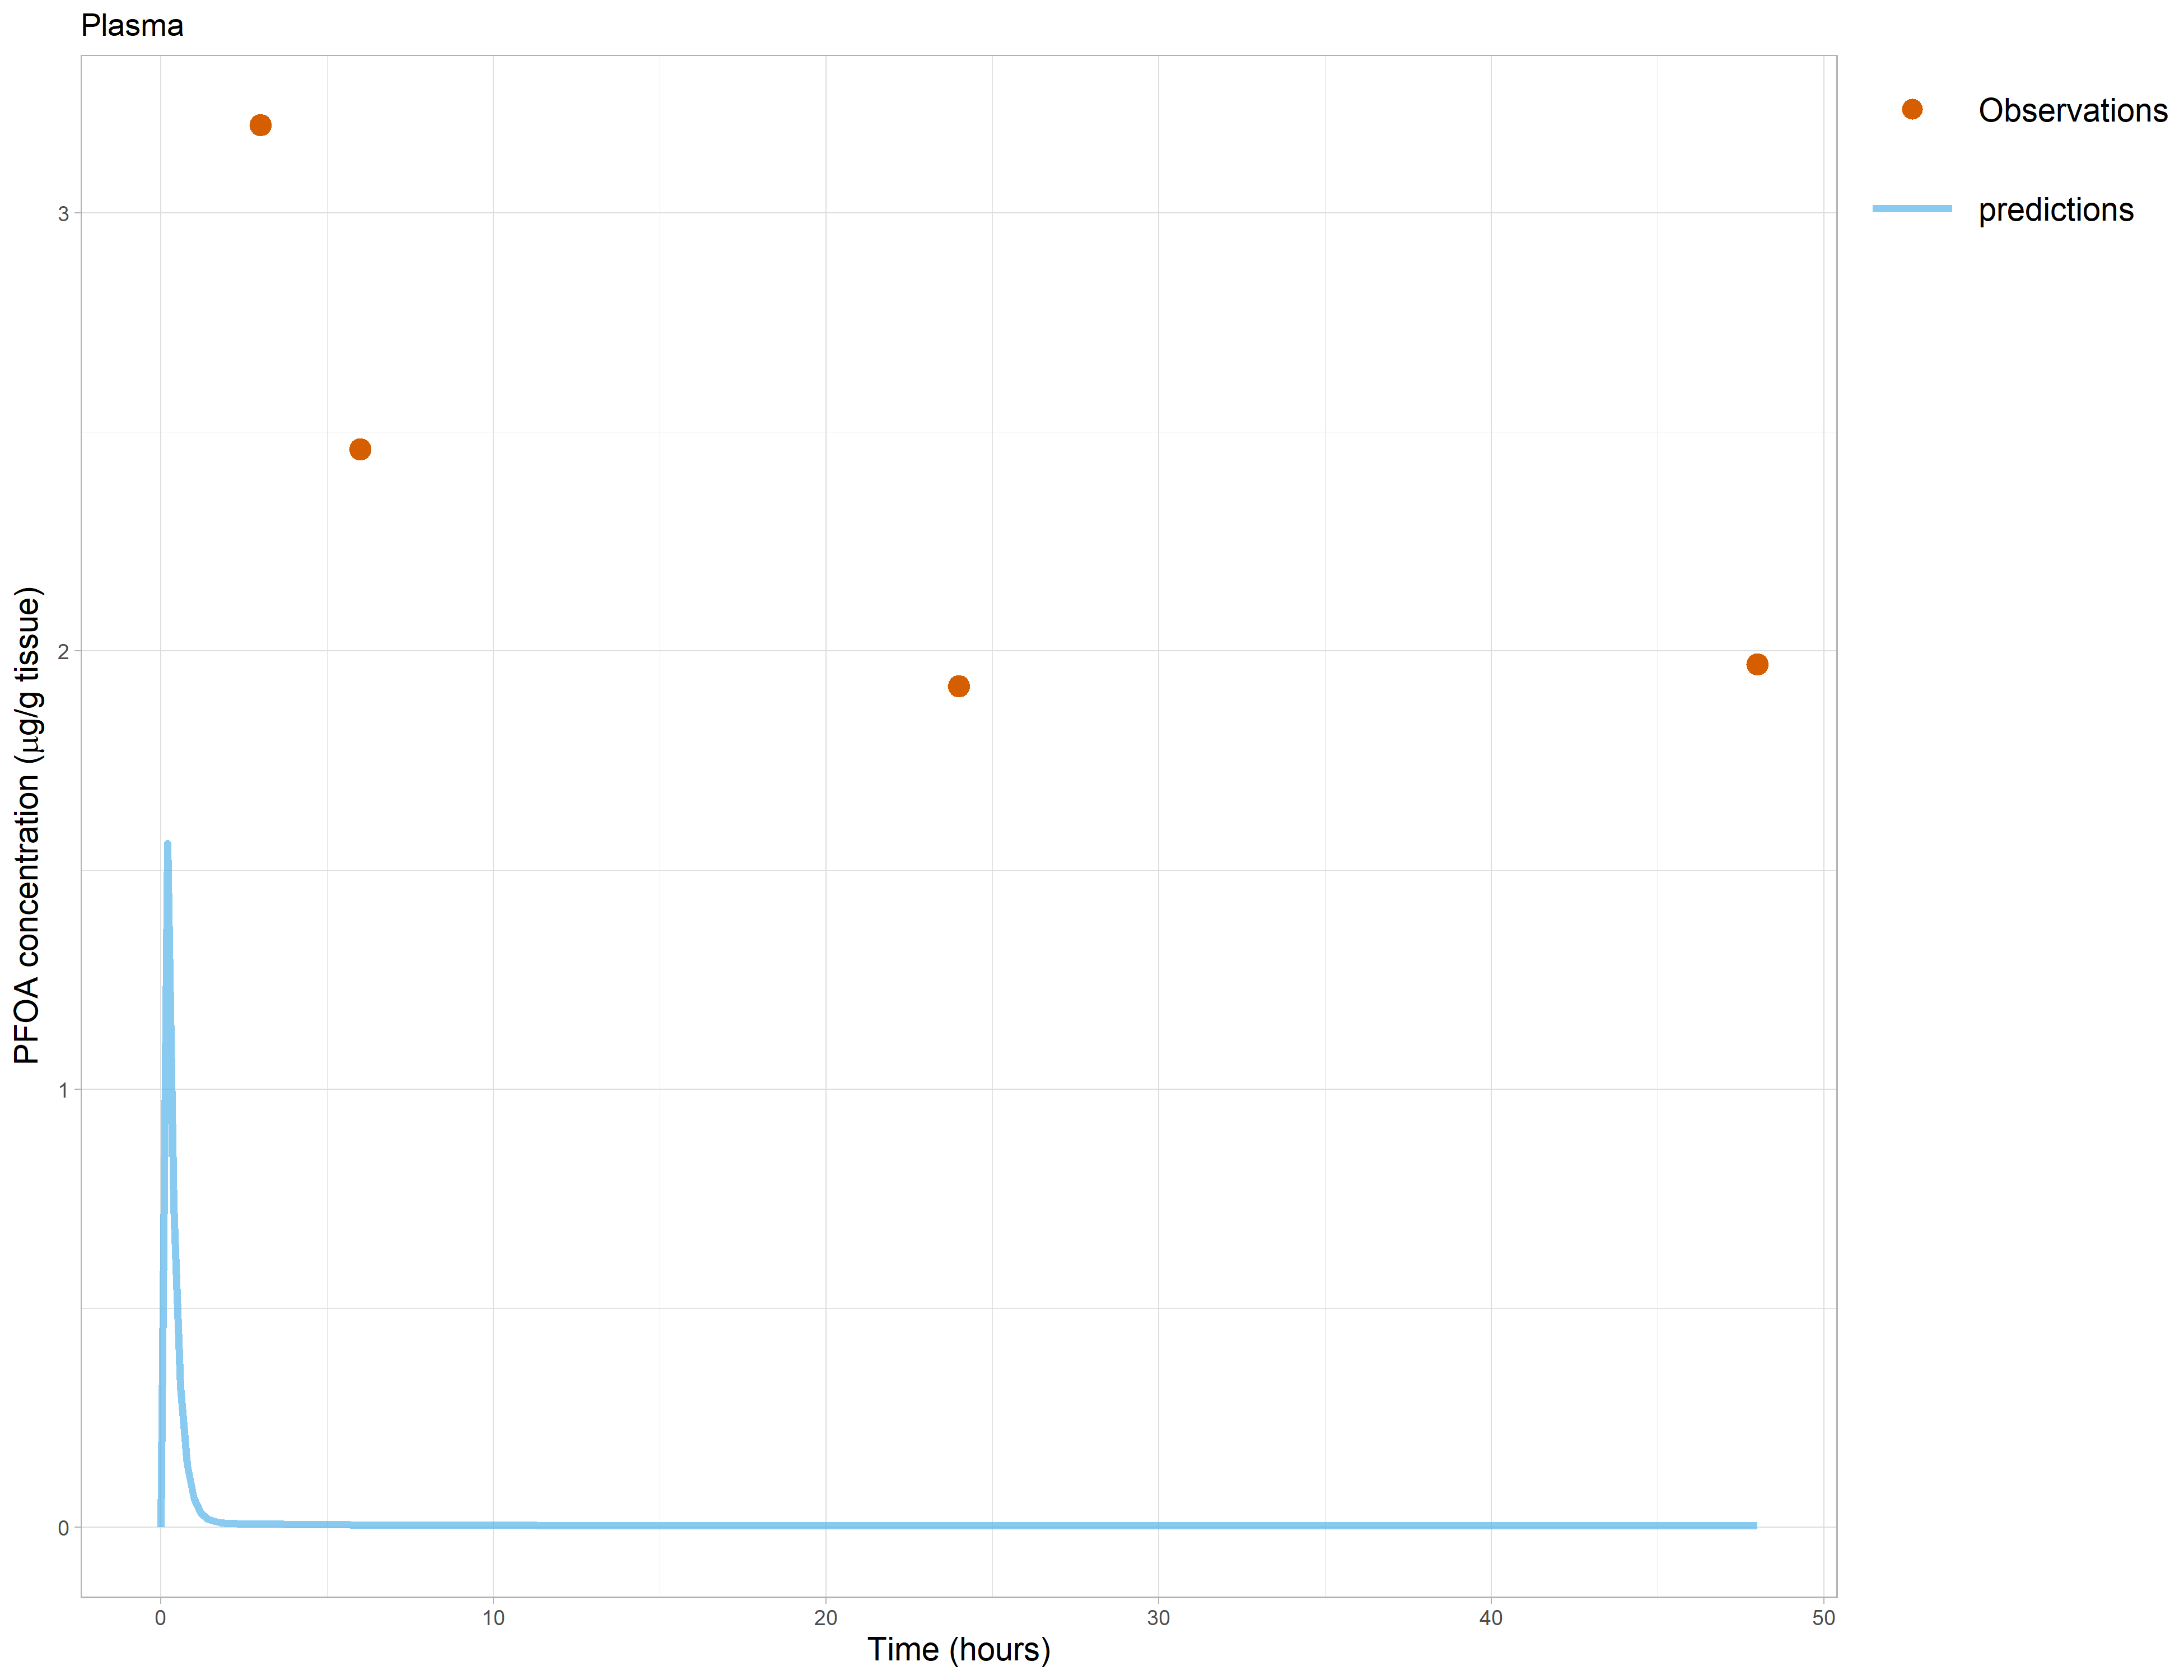 Plasma
Observations
predictions
PFOA concentration (μg/g tissue)
3
2
1
0
0 10 20 30 40 50
Time (hours)